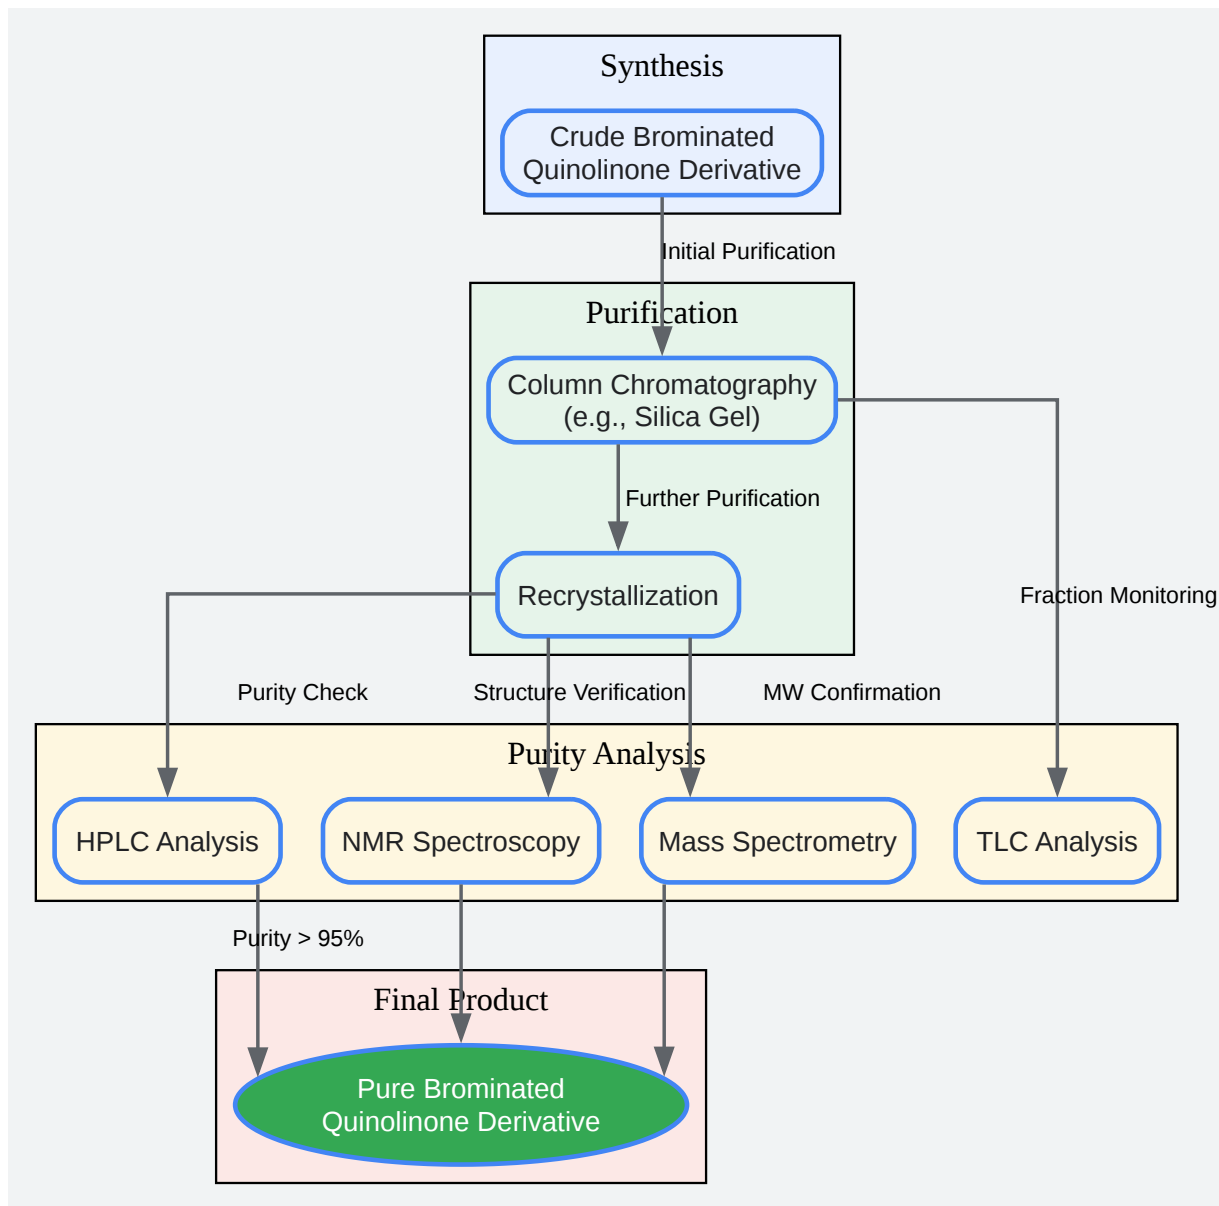 Synthesis
Crude Brominated
Quinolinone Derivative
Initial Purification
Purification
Column Chromatography
(e.g., Silica Gel)
Further Purification
Recrystallization
Fraction Monitoring
Purity Check
Structure Verification
MW Confirmation
Purity Analysis
HPLC Analysis
NMR Spectroscopy
Mass Spectrometry
TLC Analysis
Purity > 95%
Final Product
Pure Brominated
Quinolinone Derivative